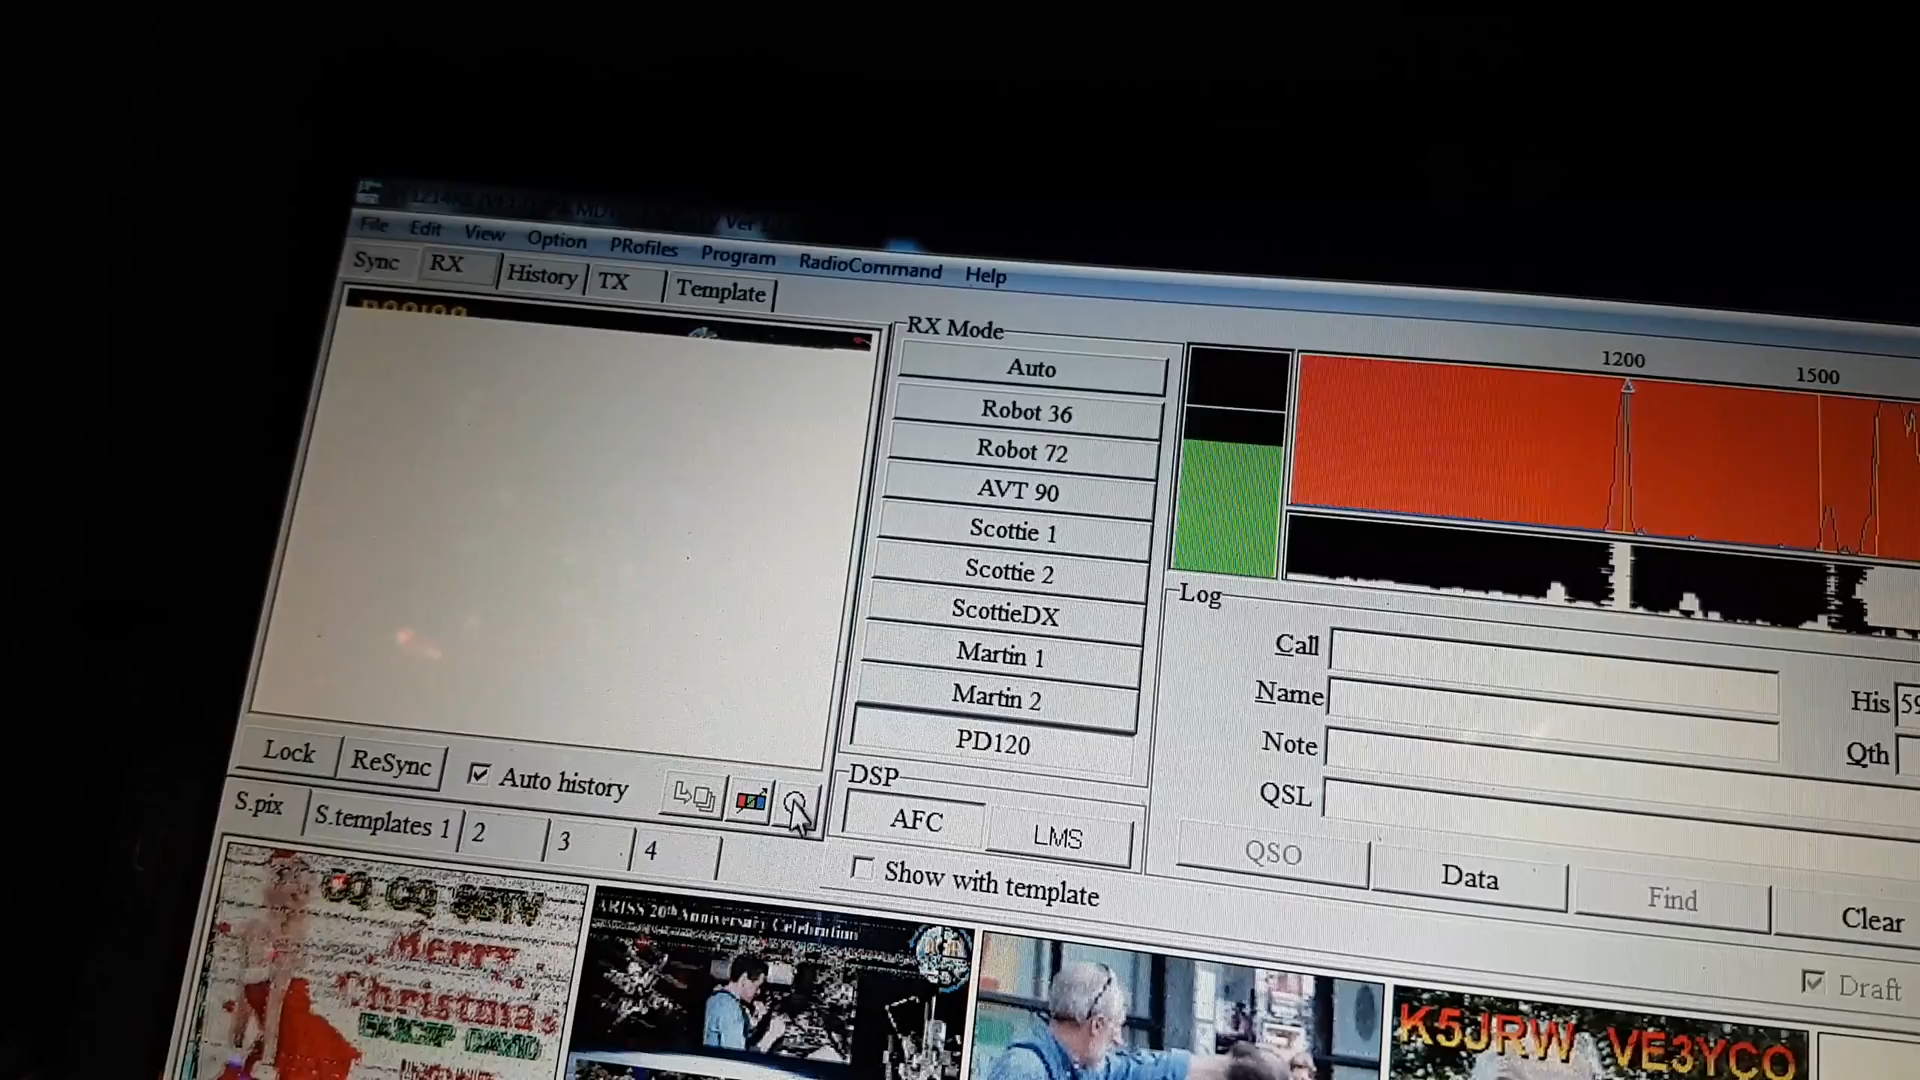 File Edit View Option PRofiles Program RadioCommand Help
Sync RX History TX Template
RX Mode
Auto
Robot 36
Robot 72
AVT 90
Scottie 1
Scottie 2
ScottieDX
Martin 1
Martin 2
PD120
1200 1500
Log
Call
Name
Note
QSL
His 59
Qth
QSO Data Find Clear
Lock ReSync Auto history
DSP
AFC LMS
Show with template
S.pix S.templates 1 2 3 4
Draft
CQ CQ SSTV
Merry
Christmas
ARISS 20th Anniversary Celebration
K5JRW VE3YCO